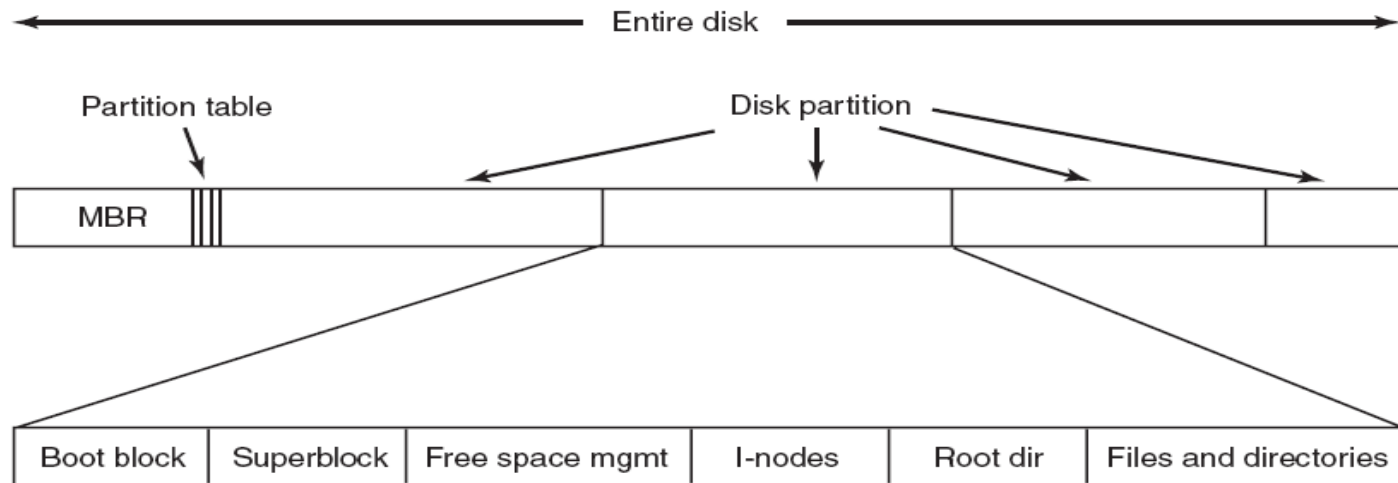 Entire disk
Partition table
Disk partition
MBR
Boot block
Superblock
Free space mgmt
I-nodes
Root dir
Files and directories